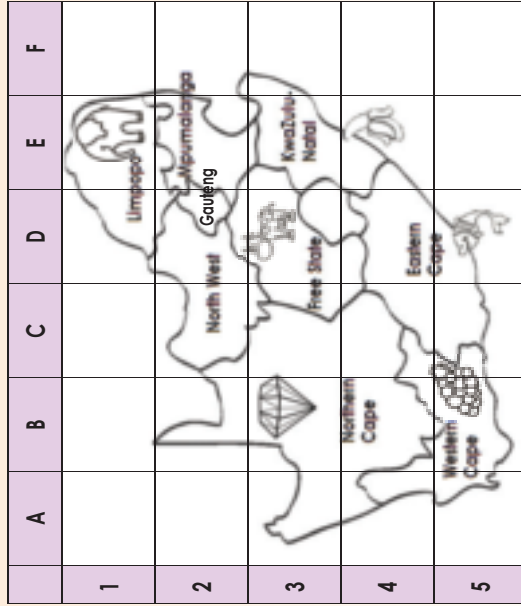 A B C D E F
1
Limpopo
2
Mpumalanga
North West
Gauteng
3
KwaZulu-
Natal
Free State
4
Northern
Cape
Eastern
Cape
5
Western
Cape